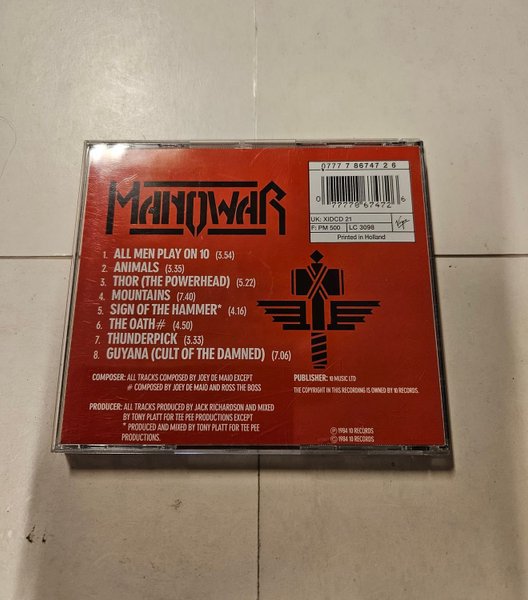 0777 7 86747 2 6
0 77778 67472 6
UK: XIDCD 21
F: PM 500 LC 3098
Virgin
Printed in Holland
MANOWAR
1. ALL MEN PLAY ON 10 (3.54)
2. ANIMALS (3.35)
3. THOR (THE POWERHEAD) (5.22)
4. MOUNTAINS (7.40)
5. SIGN OF THE HAMMER* (4.16)
6. THE OATH# (4.50)
7. THUNDERPICK (3.33)
8. GUYANA (CULT OF THE DAMNED) (7.06)
COMPOSER: ALL TRACKS COMPOSED BY JOEY DE MAIO EXCEPT
# COMPOSED BY JOEY DE MAIO AND ROSS THE BOSS
PRODUCER: ALL TRACKS PRODUCED BY JACK RICHARDSON AND MIXED
BY TONY PLATT FOR TEE PEE PRODUCTIONS EXCEPT
* PRODUCED AND MIXED BY TONY PLATT FOR TEE PEE
PRODUCTIONS.
PUBLISHER: 10 MUSIC LTD
THE COPYRIGHT IN THIS RECORDING IS OWNED BY 10 RECORDS.
℗ 1984 10 RECORDS
© 1984 10 RECORDS